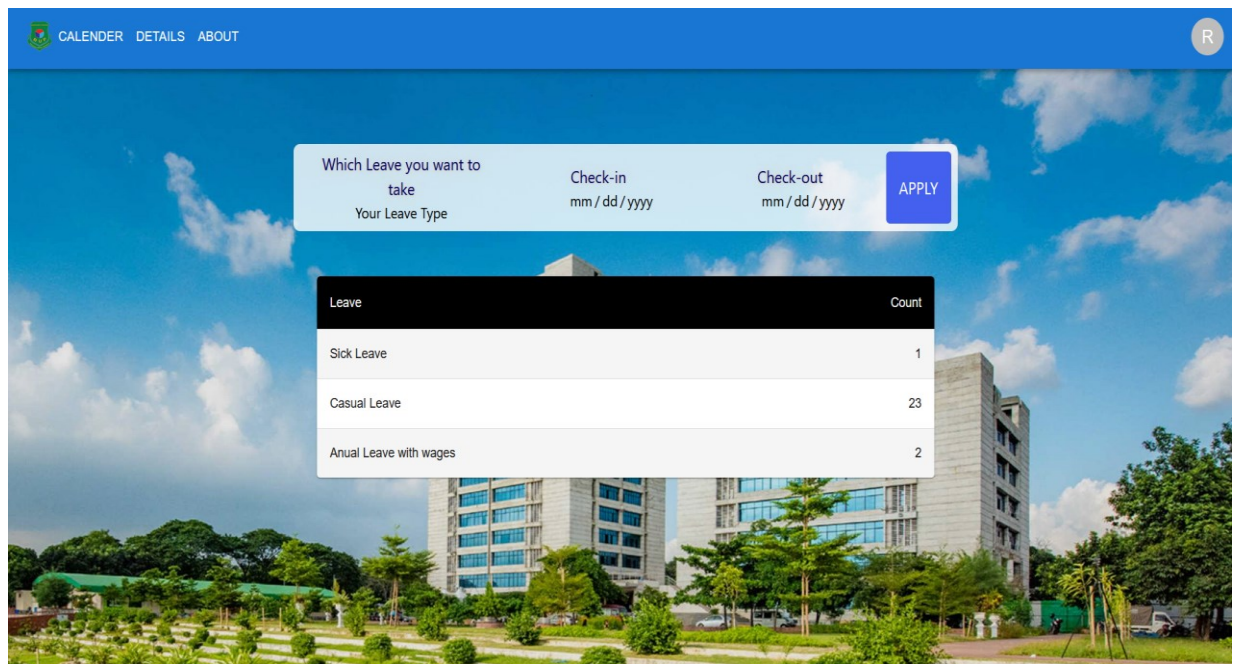 CALENDER DETAILS ABOUT
R
Which Leave you want to
take
Your Leave Type
Check-in
mm / dd / yyyy
Check-out
mm / dd / yyyy
APPLY
Leave Count
Sick Leave 1
Casual Leave 23
Anual Leave with wages 2